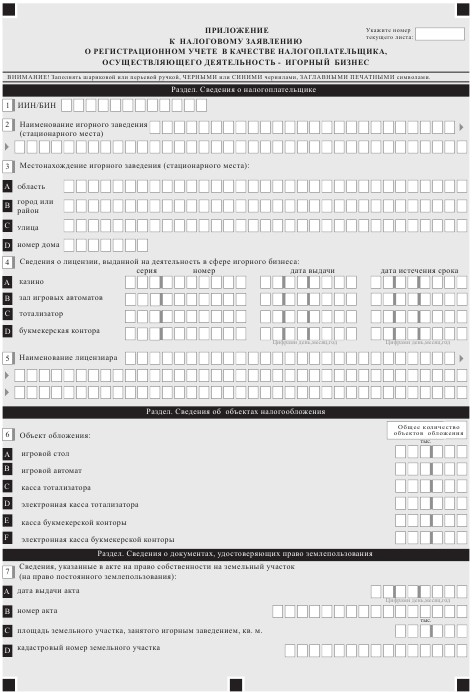 ПРИЛОЖЕНИЕ
К НАЛОГОВОМУ ЗАЯВЛЕНИЮ
О РЕГИСТРАЦИОННОМ УЧЕТЕ В КАЧЕСТВЕ НАЛОГОПЛАТЕЛЬЩИКА,
ОСУЩЕСТВЛЯЮЩЕГО ДЕЯТЕЛЬНОСТЬ - ИГОРНЫЙ БИЗНЕС
Укажите номер
текущего листа:
ВНИМАНИЕ! Заполнять шариковой или перьевой ручкой, ЧЕРНЫМИ или СИНИМИ чернилами, ЗАГЛАВНЫМИ ПЕЧАТНЫМИ символами.
Раздел. Сведения о налогоплательщике
1 ИИН/БИН
2 Наименование игорного заведения
(стационарного места)
3 Местонахождение игорного заведения (стационарного места):
A область
B город или
район
C улица
D номер дома
4 Сведения о лицензии, выданной на деятельность в сфере игорного бизнеса:
серия номер дата выдачи дата истечения срока
A казино
B зал игровых автоматов
C тотализатор
D букмекерская контора
Цифрами день,месяц,год Цифрами день,месяц,год
5 Наименование лицензиара
Раздел. Сведения об объектах налогообложения
6 Объект обложения:
Общее количество
объектов обложения
тыс.
A игровой стол
B игровой автомат
C касса тотализатора
D электронная касса тотализатора
E касса букмекерской конторы
F электронная касса букмекерской конторы
Раздел. Сведения о документах, удостоверяющих право землепользования
7 Сведения, указанные в акте на право собственности на земельный участок
(на право постоянного землепользования):
A дата выдачи акта
Цифрами день,месяц,год
B номер акта
тыс.
C площадь земельного участка, занятого игорным заведением, кв. м.
D кадастровый номер земельного участка